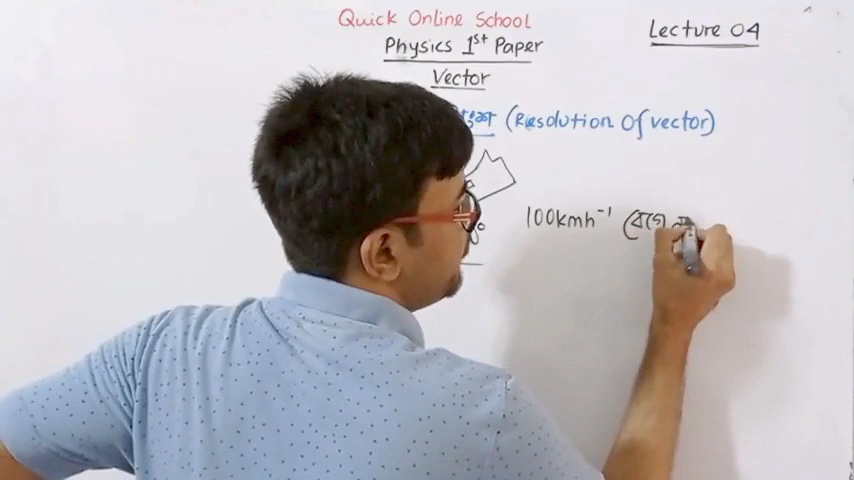 Quick Online School
Lecture 04
Physics 1st Paper
Vector
(Resolution of vector)
100kmh⁻¹